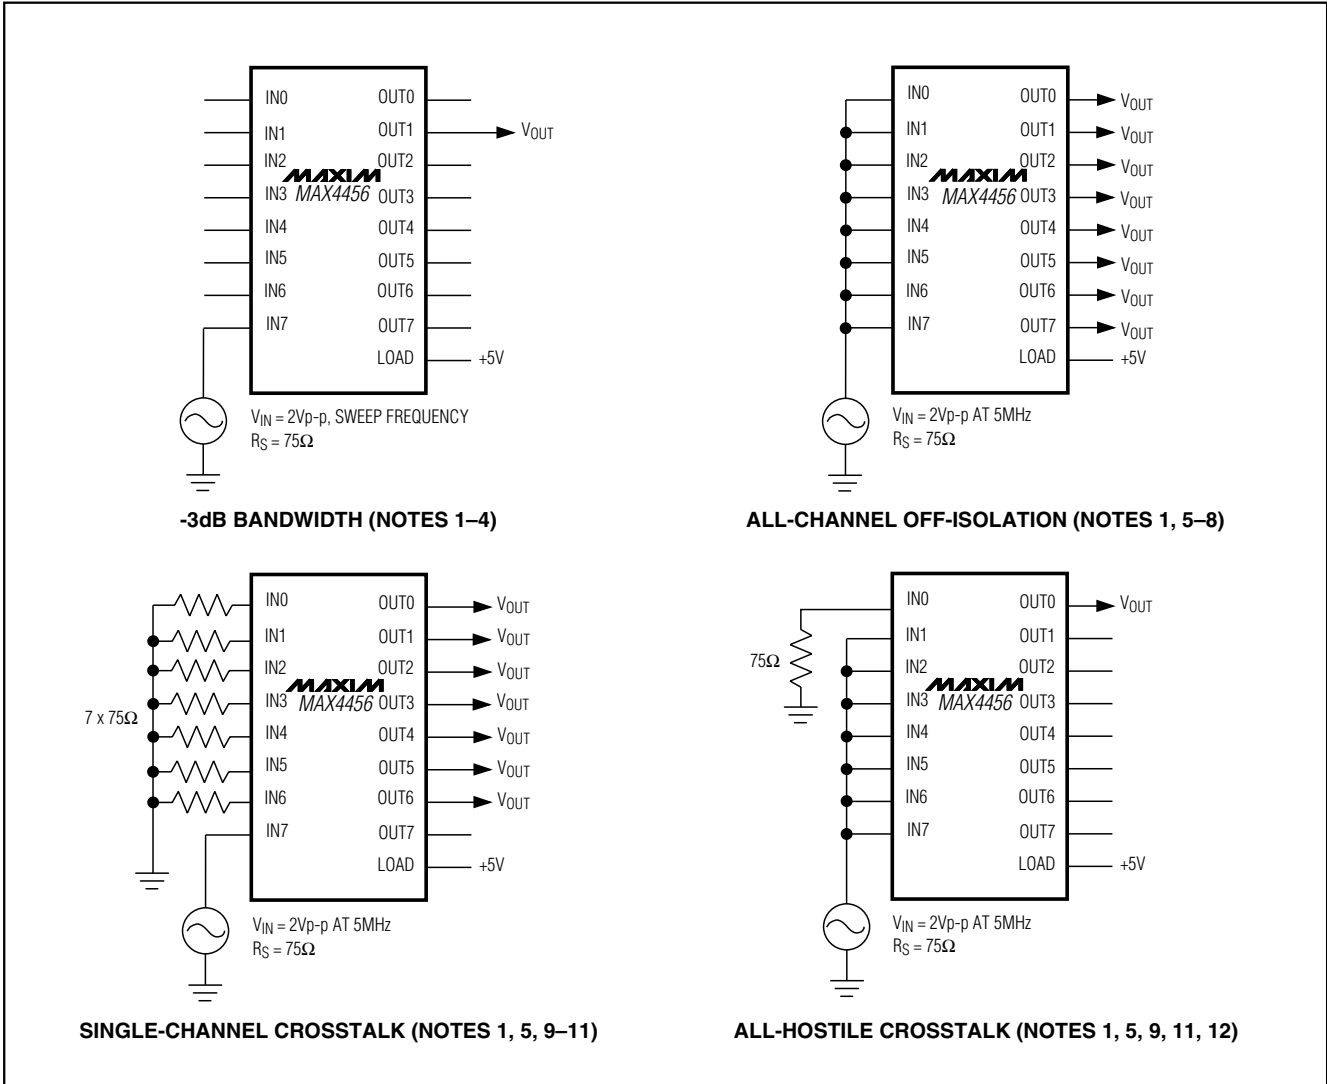 IN0 OUT0
IN1 OUT1 VOUT
IN2 OUT2
MAXIM
IN3 MAX4456 OUT3
IN4 OUT4
IN5 OUT5
IN6 OUT6
IN7 OUT7
LOAD +5V
VIN = 2Vp-p, SWEEP FREQUENCY
RS = 75Ω
-3dB BANDWIDTH (NOTES 1–4)
IN0 OUT0 VOUT
IN1 OUT1 VOUT
IN2 OUT2 VOUT
MAXIM
IN3 MAX4456 OUT3 VOUT
IN4 OUT4 VOUT
IN5 OUT5 VOUT
IN6 OUT6 VOUT
IN7 OUT7 VOUT
LOAD +5V
VIN = 2Vp-p AT 5MHz
RS = 75Ω
ALL-CHANNEL OFF-ISOLATION (NOTES 1, 5–8)
IN0 OUT0 VOUT
IN1 OUT1 VOUT
IN2 OUT2 VOUT
MAXIM
IN3 MAX4456 OUT3 VOUT
7 x 75Ω
IN4 OUT4 VOUT
IN5 OUT5 VOUT
IN6 OUT6 VOUT
IN7 OUT7
LOAD +5V
VIN = 2Vp-p AT 5MHz
RS = 75Ω
SINGLE-CHANNEL CROSSTALK (NOTES 1, 5, 9–11)
IN0 OUT0 VOUT
IN1 OUT1
75Ω
IN2 OUT2
MAXIM
IN3 MAX4456 OUT3
IN4 OUT4
IN5 OUT5
IN6 OUT6
IN7 OUT7
LOAD +5V
VIN = 2Vp-p AT 5MHz
RS = 75Ω
ALL-HOSTILE CROSSTALK (NOTES 1, 5, 9, 11, 12)